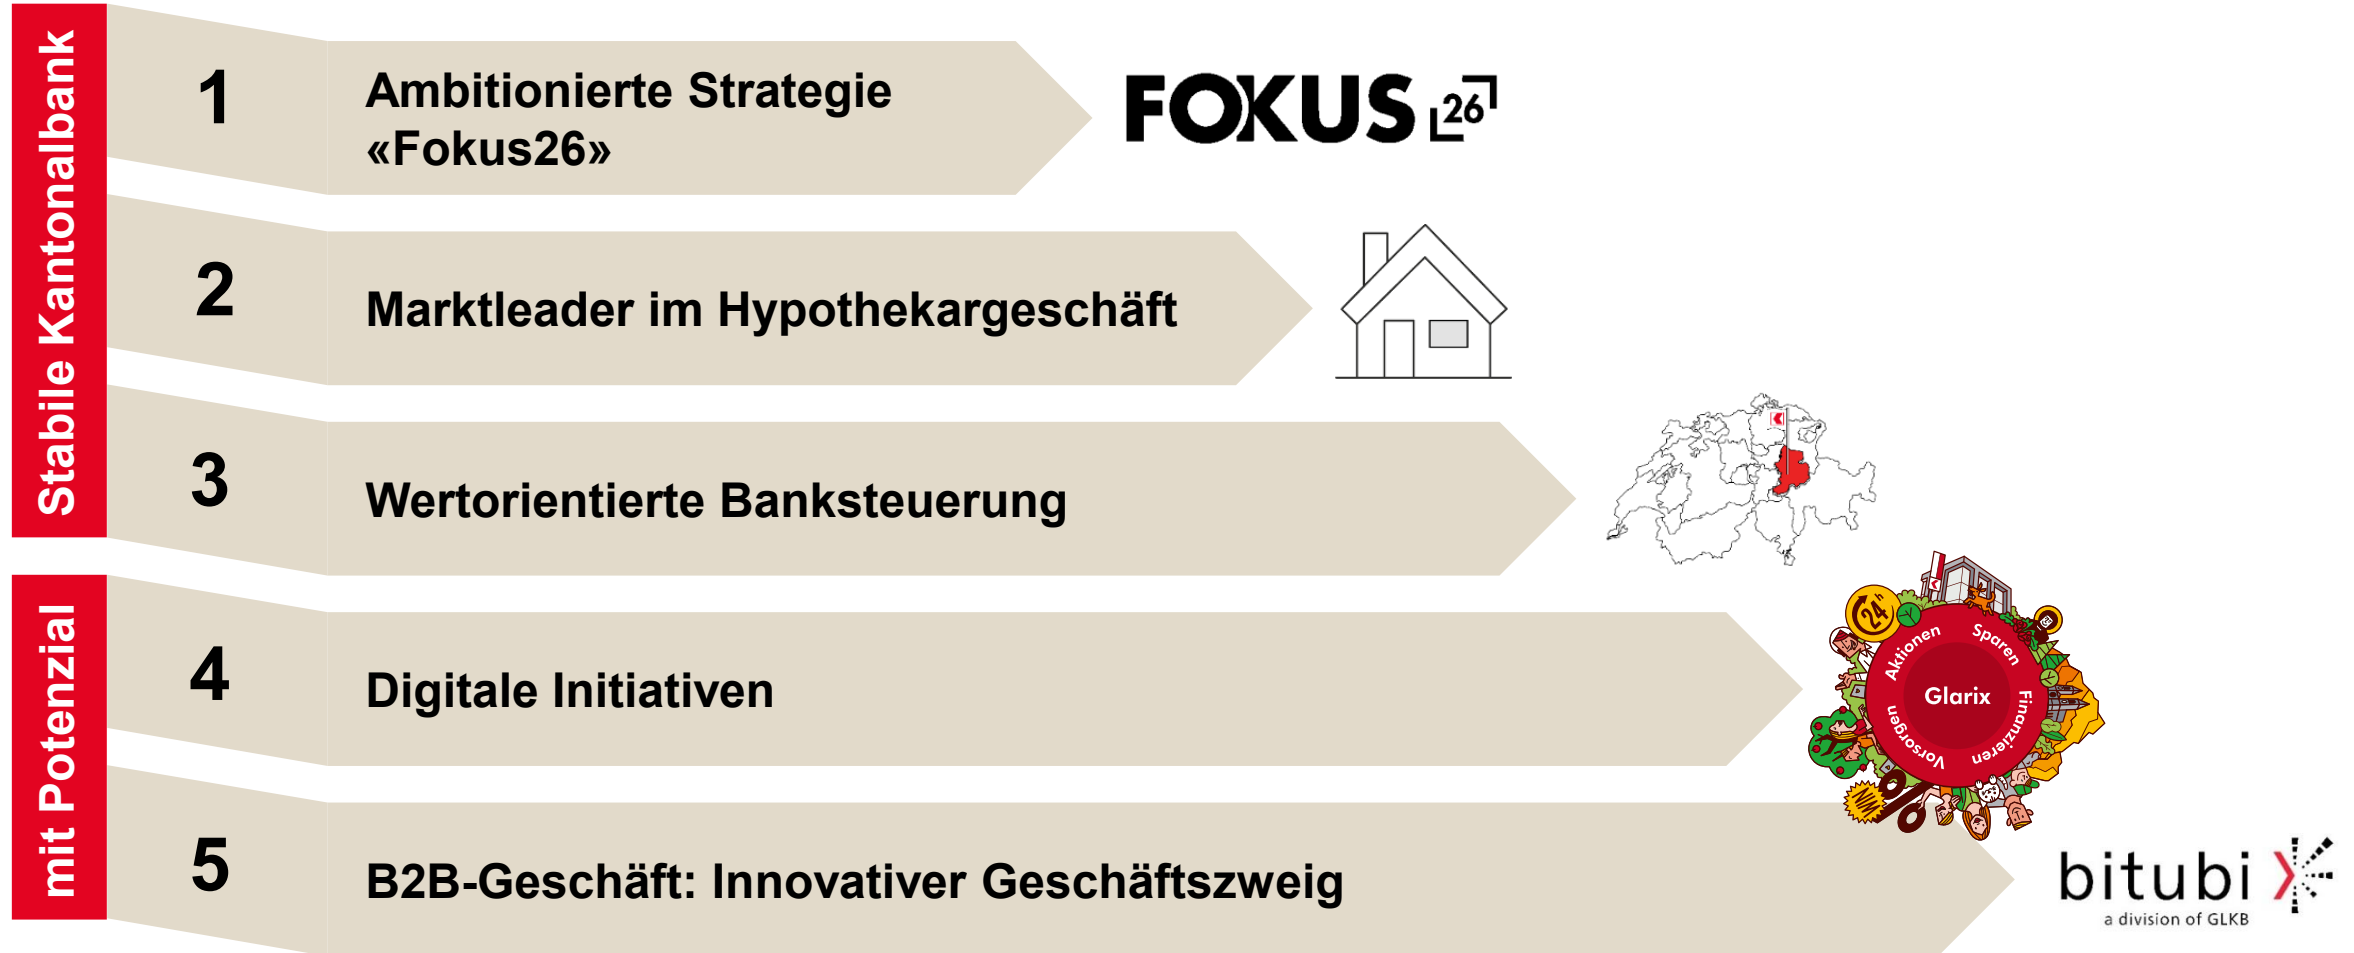 Stabile Kantonalbank
1
Ambitionierte Strategie
«Fokus26»
FOKUS 26
2
Marktleader im Hypothekargeschäft
3
Wertorientierte Banksteuerung
mit Potenzial
4
Digitale Initiativen
24h
Aktionen
Sparen
Finanzieren
Vorsorgen
Glarix
%
5
B2B-Geschäft: Innovativer Geschäftszweig
bitubi
a division of GLKB